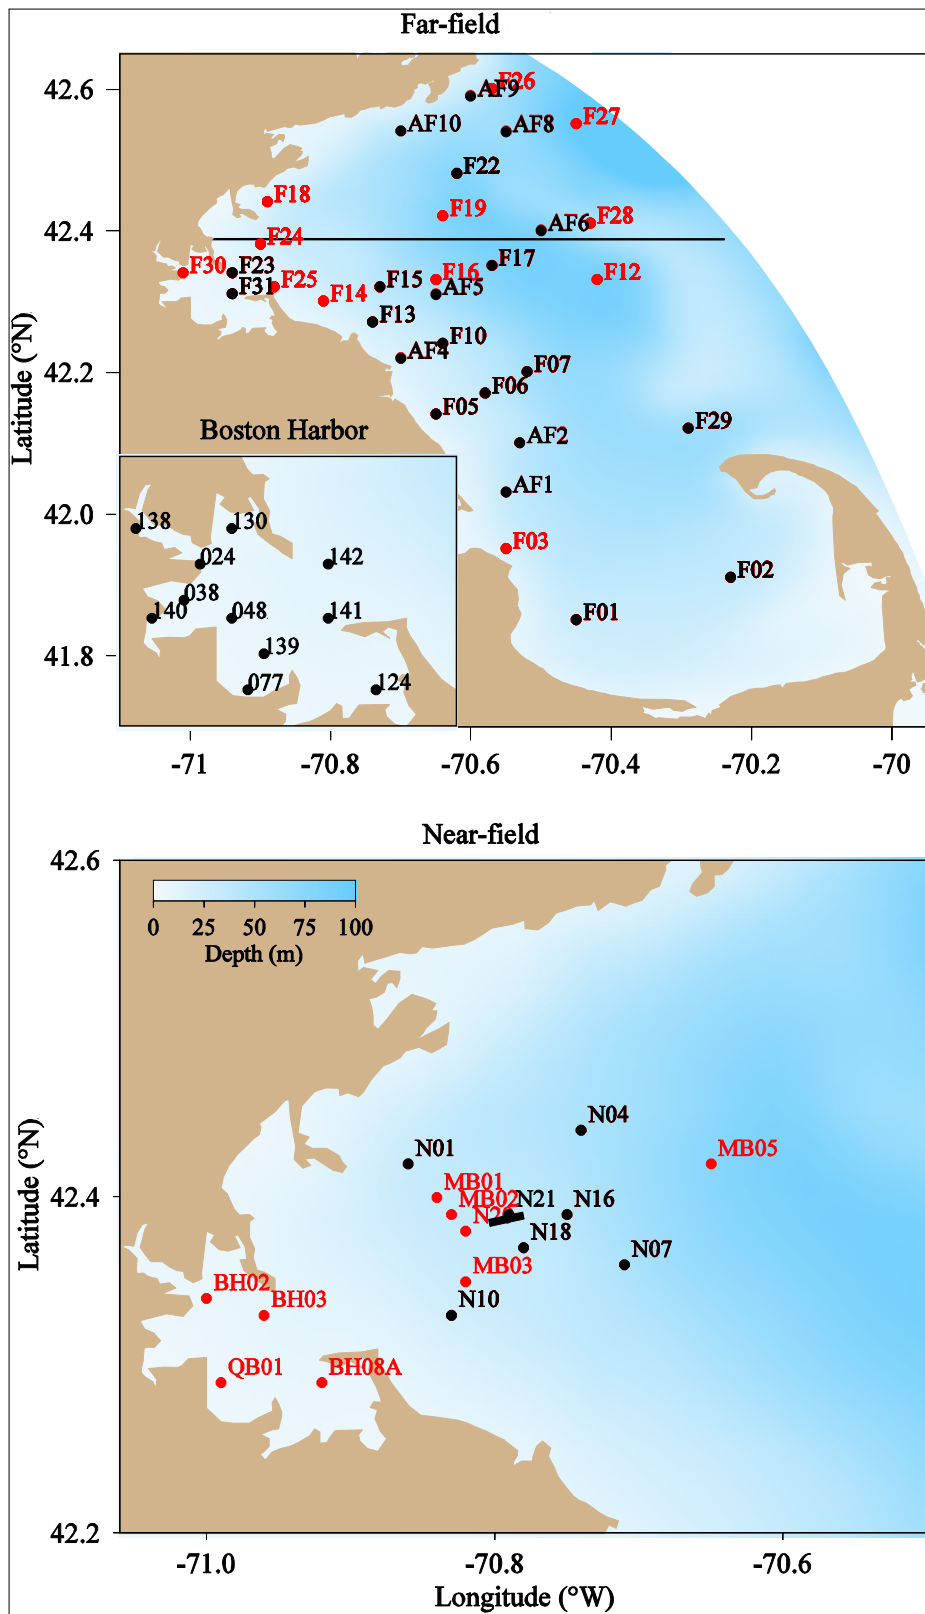 Far-field
42.6
42.4
42.2
42.0
41.8
Latitude (°N)
F26
AF9
F27
AF10
AF8
F22
F18
F19
F28
AF6
F24
F30
F23
F17
F31
F25
F15
F16
F12
F14
AF5
F13
F10
AF4
F07
F06
F05
F29
AF2
AF1
F03
F02
F01
Boston Harbor
138
130
024
142
038
140
048
141
139
077
124
-71
-70.8
-70.6
-70.4
-70.2
-70
Near-field
42.6
42.4
42.2
Latitude (°N)
0
25
50
75
100
Depth (m)
N04
N01
MB05
MB01
MB02
N21
N16
N18
N07
MB03
BH02
BH03
N10
QB01
BH08A
-71.0
-70.8
-70.6
Longitude (°W)